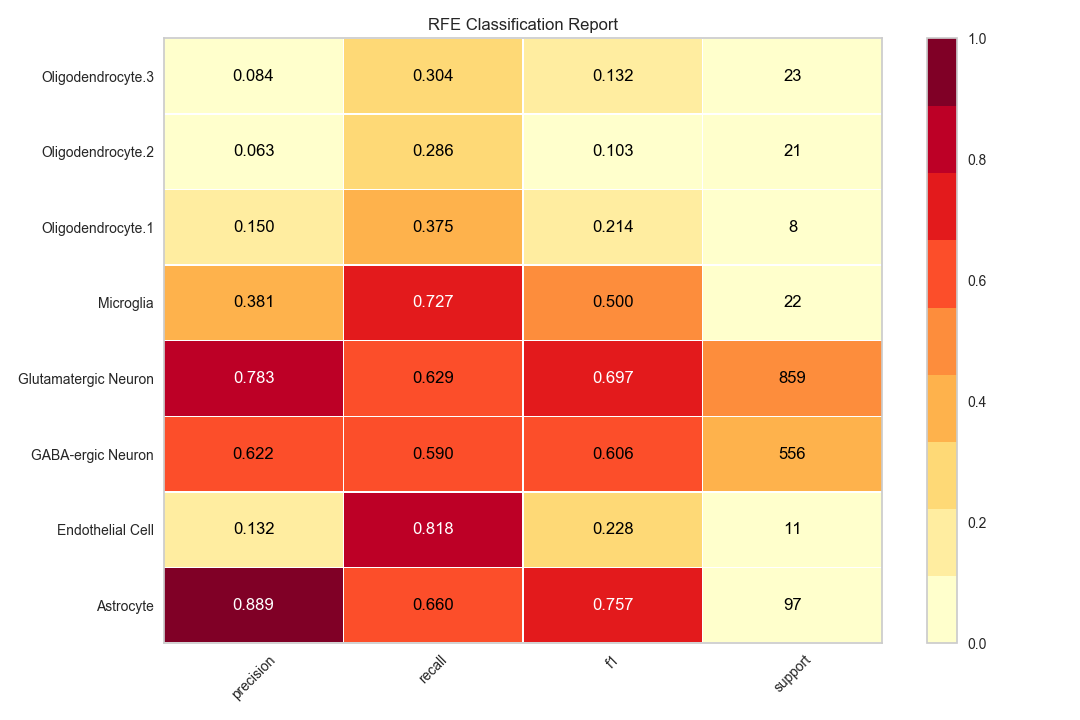 RFE Classification Report
Oligodendrocyte.3 0.084 0.304 0.132 23
Oligodendrocyte.2 0.063 0.286 0.103 21
Oligodendrocyte.1 0.150 0.375 0.214 8
Microglia 0.381 0.727 0.500 22
Glutamatergic Neuron 0.783 0.629 0.697 859
GABA-ergic Neuron 0.622 0.590 0.606 556
Endothelial Cell 0.132 0.818 0.228 11
Astrocyte 0.889 0.660 0.757 97
precision recall f1 support
1.0
0.8
0.6
0.4
0.2
0.0